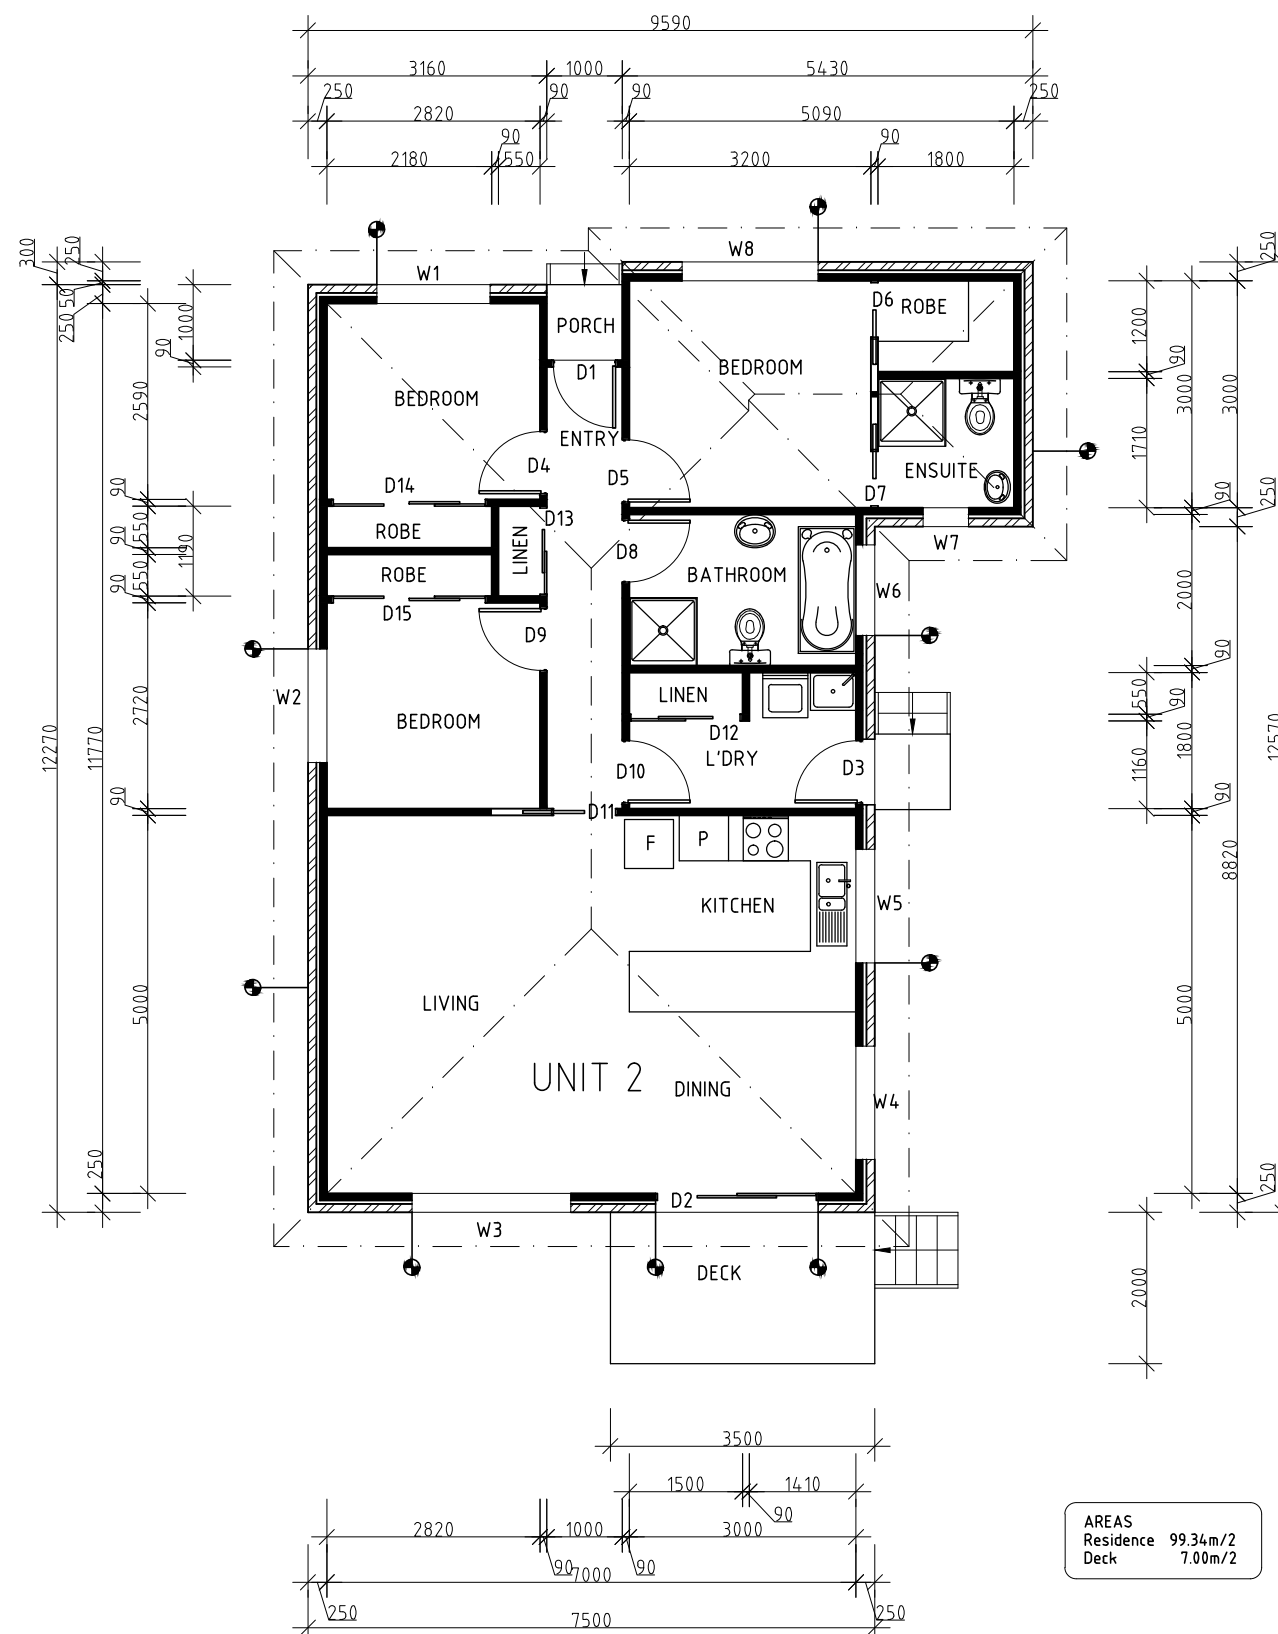 9590
3160 1000 5430
250 90 90 250
2820 5090
90 90
2180 550 3200 1800
W8
W1
300 250 250
D6 ROBE
PORCH
250 50 1000 1200
90 D1 BEDROOM 90
BEDROOM
2590 3000 3000
ENTRY 1710
D4 D5 ENSUITE
90 D14 D7 90 250
D13
550 ROBE LINEN W7
90 1190 D8
550 ROBE BATHROOM W6 2000
90 D15
D9 90
W2 LINEN 550
2720 BEDROOM D12 90
12270 11770 L'DRY 1800 12570
D10 D3 1160
90 D11 90
F P
8820
KITCHEN W5
5000 LIVING 5000
UNIT 2 DINING
W4
250 250
D2
W3
DECK
2000
3500
1500 1410
90
2820 1000 3000
90 7000 90
250 250
7500
AREAS
Residence 99.34m/2
Deck 7.00m/2